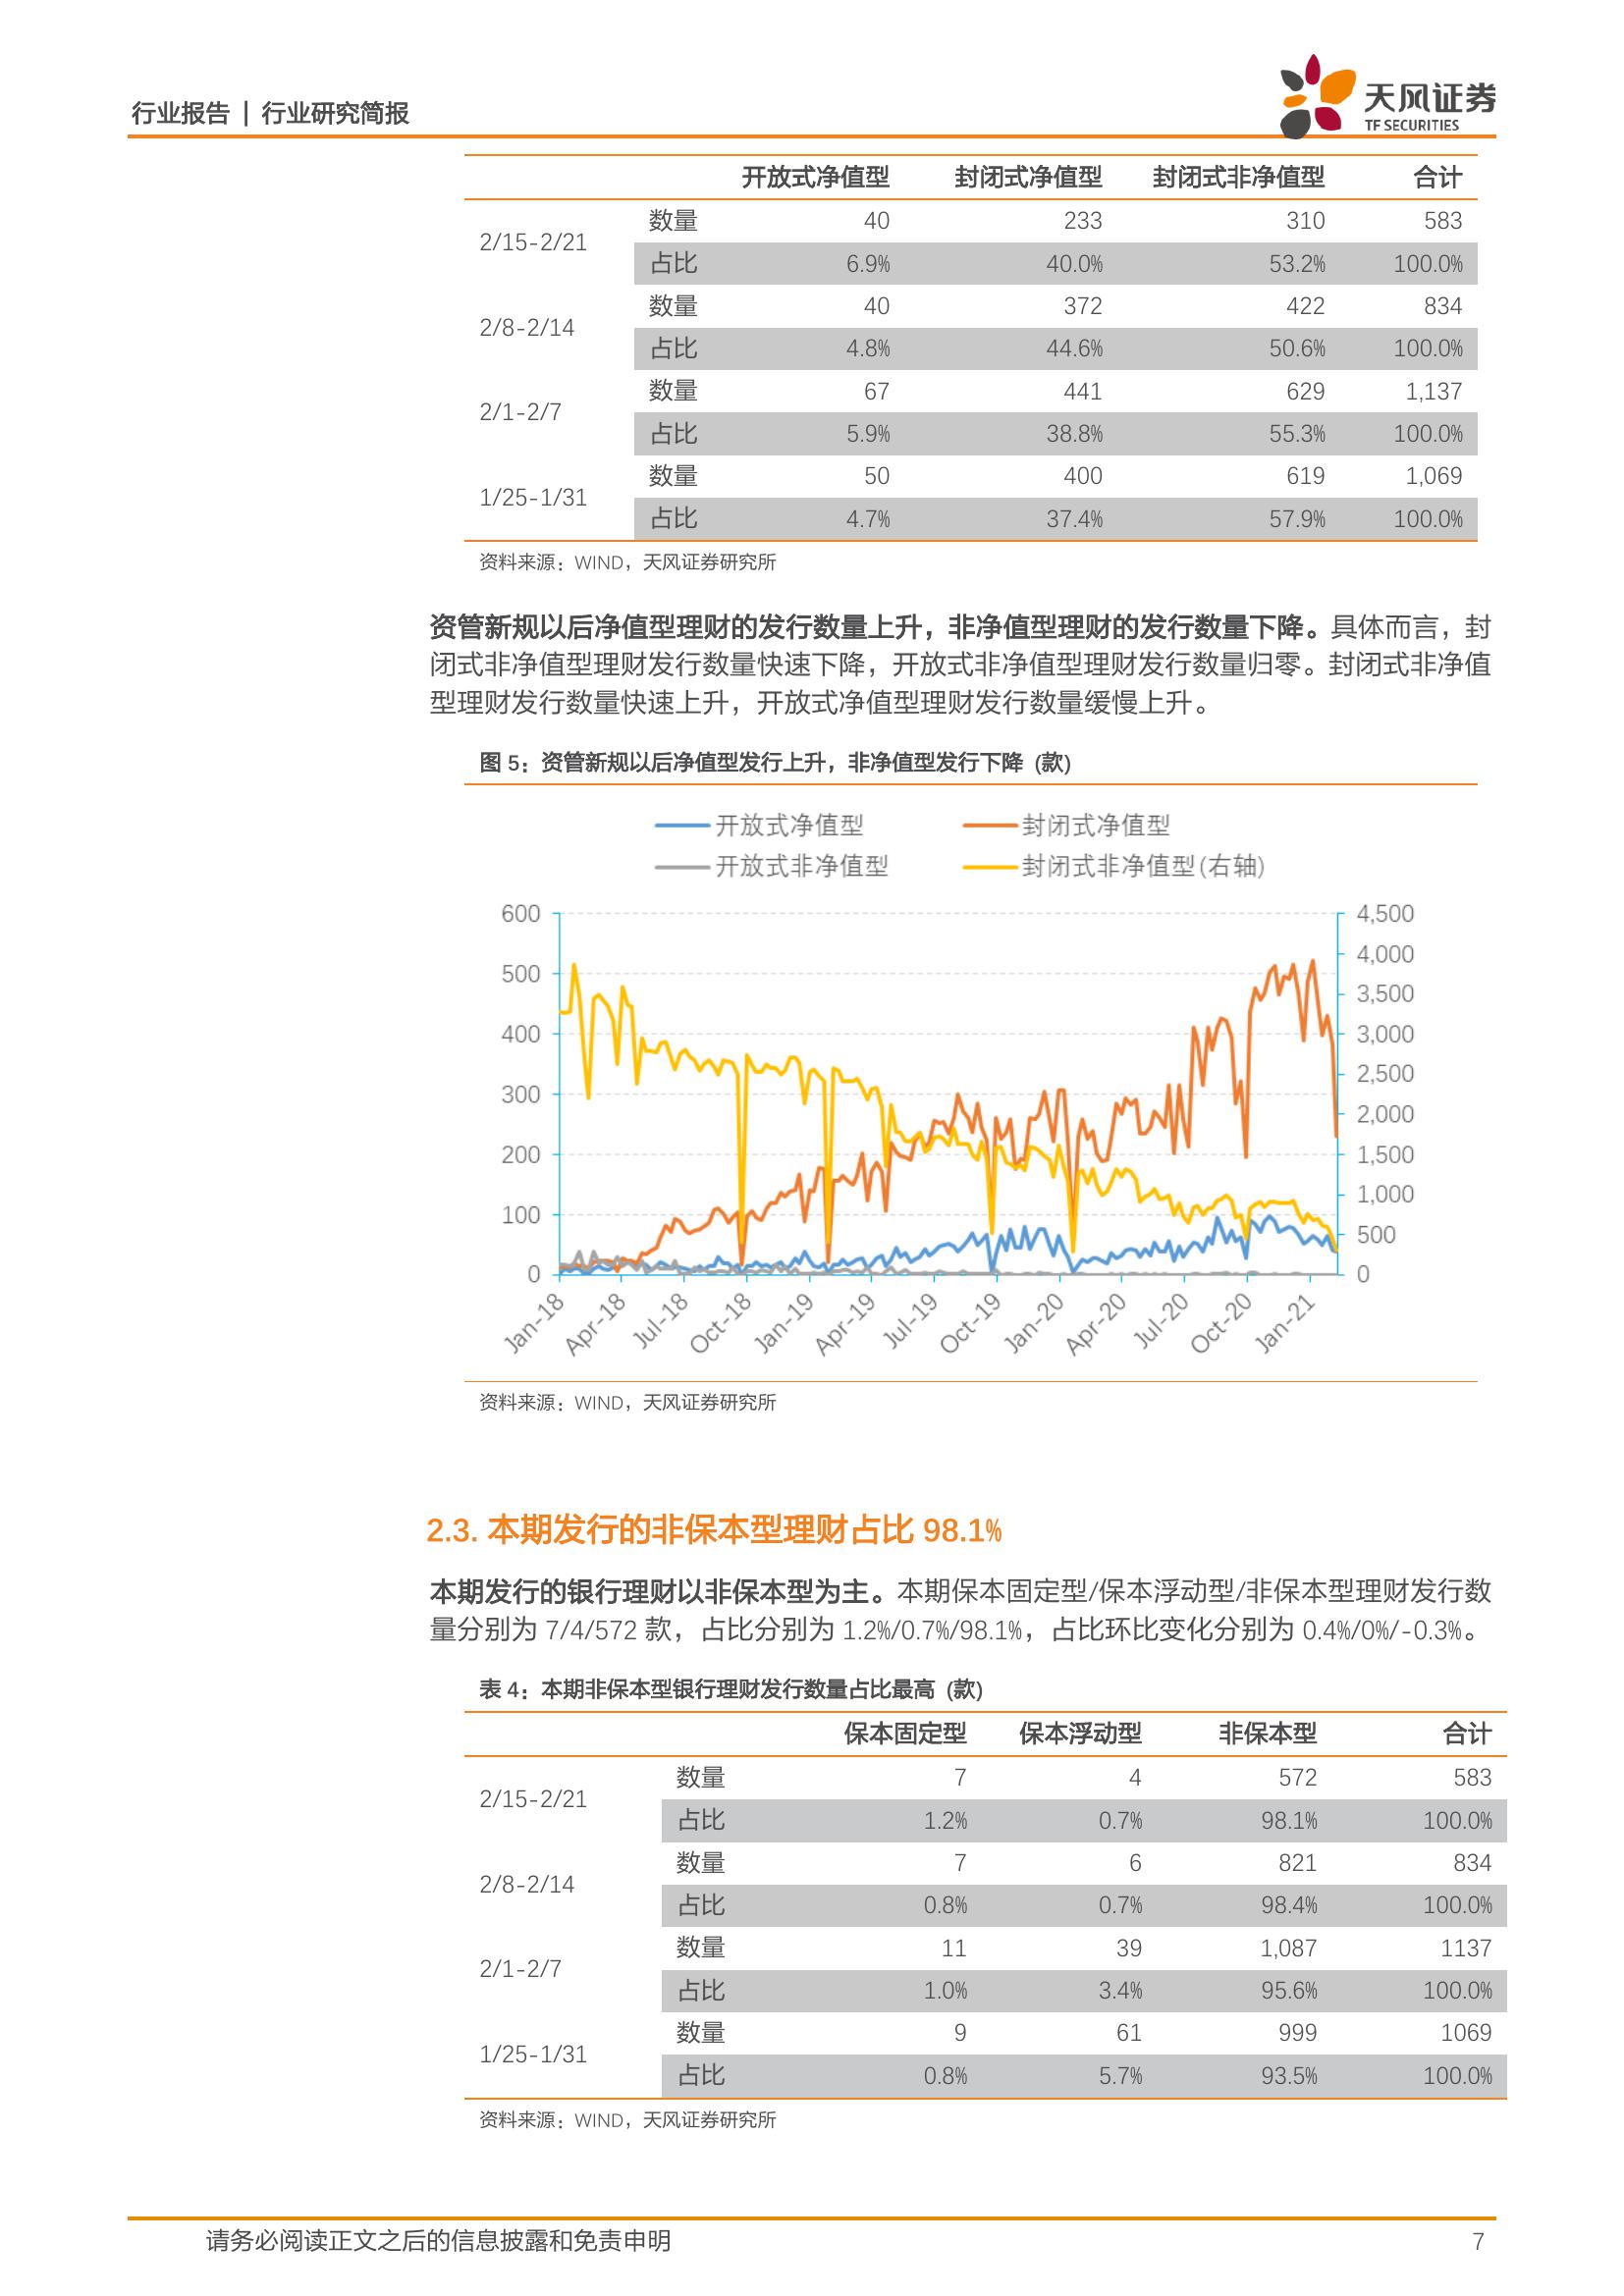 行业报告 | 行业研究简报
天风证券
TF SECURITIES
开放式净值型 封闭式净值型 封闭式非净值型 合计
2/15-2/21 数量 40 233 310 583
占比 6.9% 40.0% 53.2% 100.0%
2/8-2/14 数量 40 372 422 834
占比 4.8% 44.6% 50.6% 100.0%
2/1-2/7 数量 67 441 629 1,137
占比 5.9% 38.8% 55.3% 100.0%
1/25-1/31 数量 50 400 619 1,069
占比 4.7% 37.4% 57.9% 100.0%
资料来源：WIND，天风证券研究所
资管新规以后净值型理财的发行数量上升，非净值型理财的发行数量下降。具体而言，封
闭式非净值型理财发行数量快速下降，开放式非净值型理财发行数量归零。封闭式非净值
型理财发行数量快速上升，开放式净值型理财发行数量缓慢上升。
图 5：资管新规以后净值型发行上升，非净值型发行下降 (款)
开放式净值型 封闭式净值型
开放式非净值型 封闭式非净值型(右轴)
600 4,500
4,000
500
3,500
400 3,000
300 2,500
2,000
200 1,500
1,000
100
500
0 0
Jan-18 Apr-18 Jul-18 Oct-18 Jan-19 Apr-19 Jul-19 Oct-19 Jan-20 Apr-20 Jul-20 Oct-20 Jan-21
资料来源：WIND，天风证券研究所
2.3. 本期发行的非保本型理财占比 98.1%
本期发行的银行理财以非保本型为主。本期保本固定型/保本浮动型/非保本型理财发行数
量分别为 7/4/572 款，占比分别为 1.2%/0.7%/98.1%，占比环比变化分别为 0.4%/0%/-0.3%。
表 4：本期非保本型银行理财发行数量占比最高 (款)
保本固定型 保本浮动型 非保本型 合计
2/15-2/21 数量 7 4 572 583
占比 1.2% 0.7% 98.1% 100.0%
2/8-2/14 数量 7 6 821 834
占比 0.8% 0.7% 98.4% 100.0%
2/1-2/7 数量 11 39 1,087 1137
占比 1.0% 3.4% 95.6% 100.0%
1/25-1/31 数量 9 61 999 1069
占比 0.8% 5.7% 93.5% 100.0%
资料来源：WIND，天风证券研究所
请务必阅读正文之后的信息披露和免责申明 7